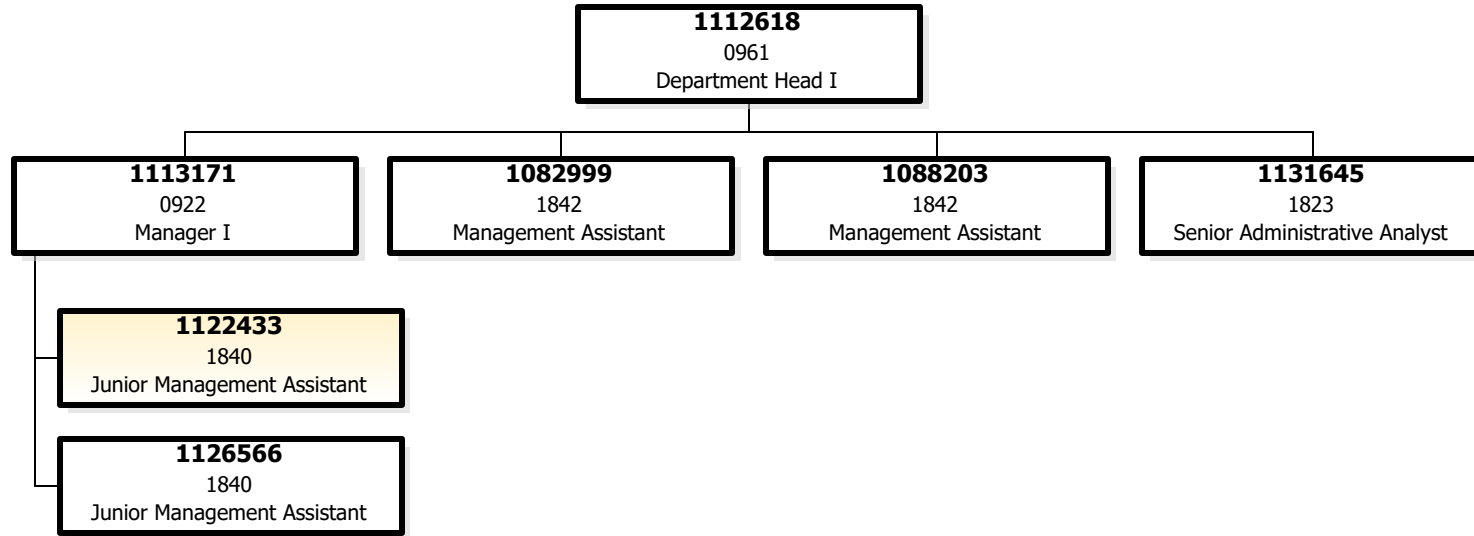 1112618
0961
Department Head I
1113171
0922
Manager I
1082999
1842
Management Assistant
1088203
1842
Management Assistant
1131645
1823
Senior Administrative Analyst
1122433
1840
Junior Management Assistant
1126566
1840
Junior Management Assistant